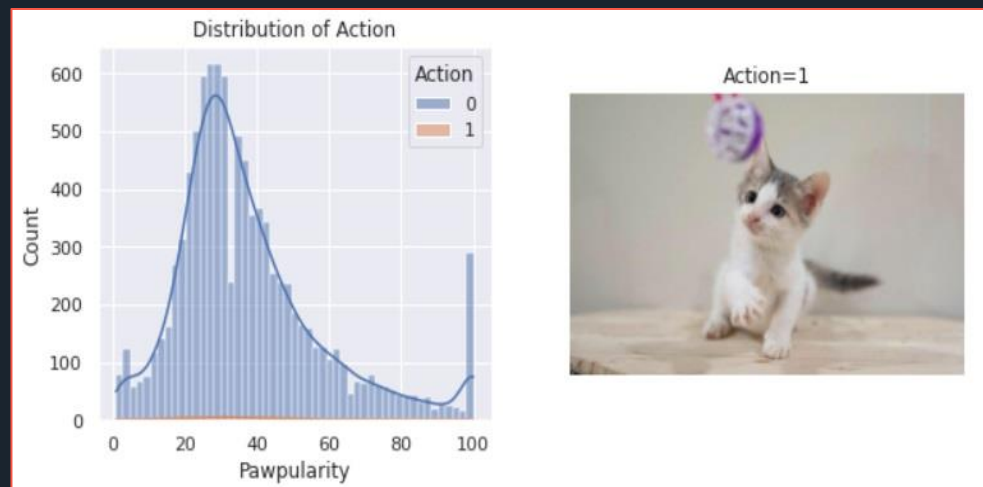 Distribution of Action
600
500
400
300
200
100
0
Count
0 20 40 60 80 100
Pawpularity
Action
0
1
Action=1